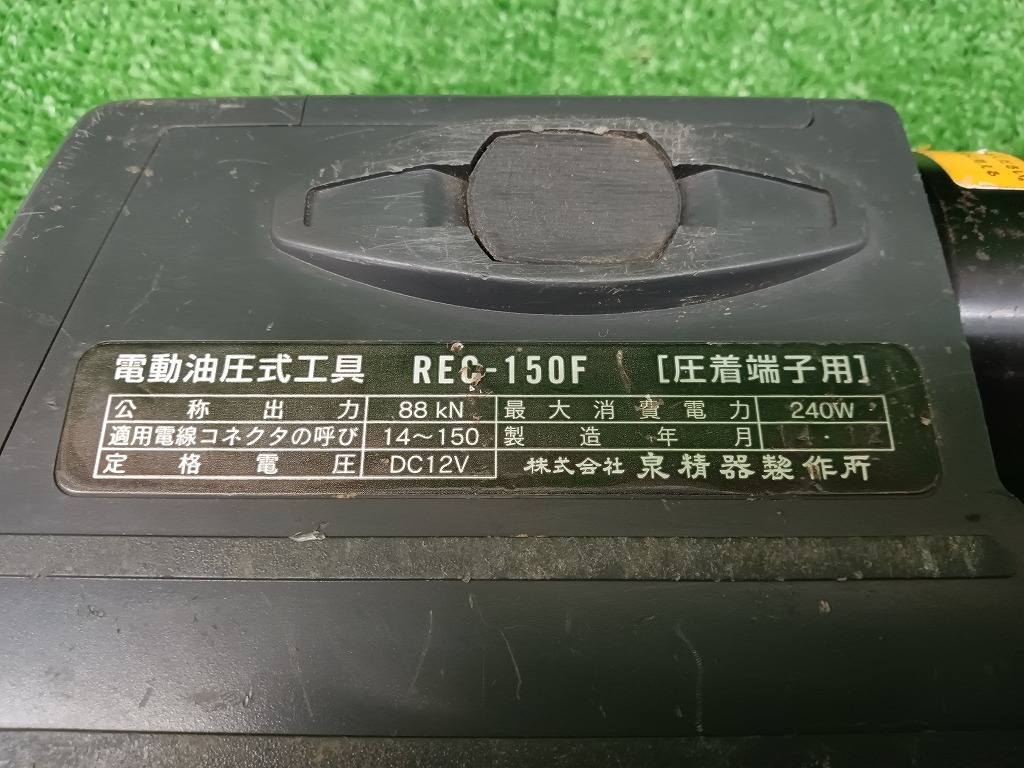 電動油圧式工具 REC-150F [圧着端子用]
公称出力 88 kN 最大消費電力 240W
適用電線コネクタの呼び 14～150 製造年月 14・12
定格電圧 DC12V 株式会社 泉精器製作所